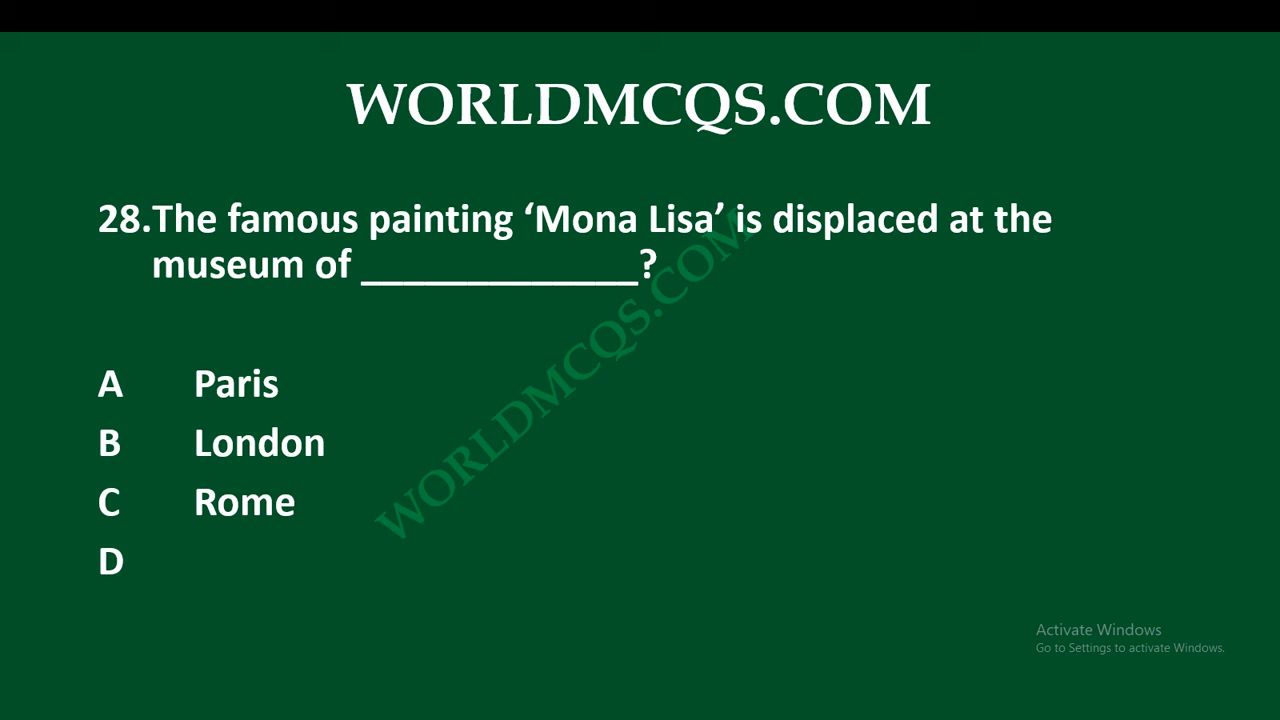 WORLDMCQS.COM
28.The famous painting ‘Mona Lisa’ is displaced at the
museum of _____________?
A Paris
B London
C Rome
D
WORLDMCQS.COM
Activate Windows
Go to Settings to activate Windows.